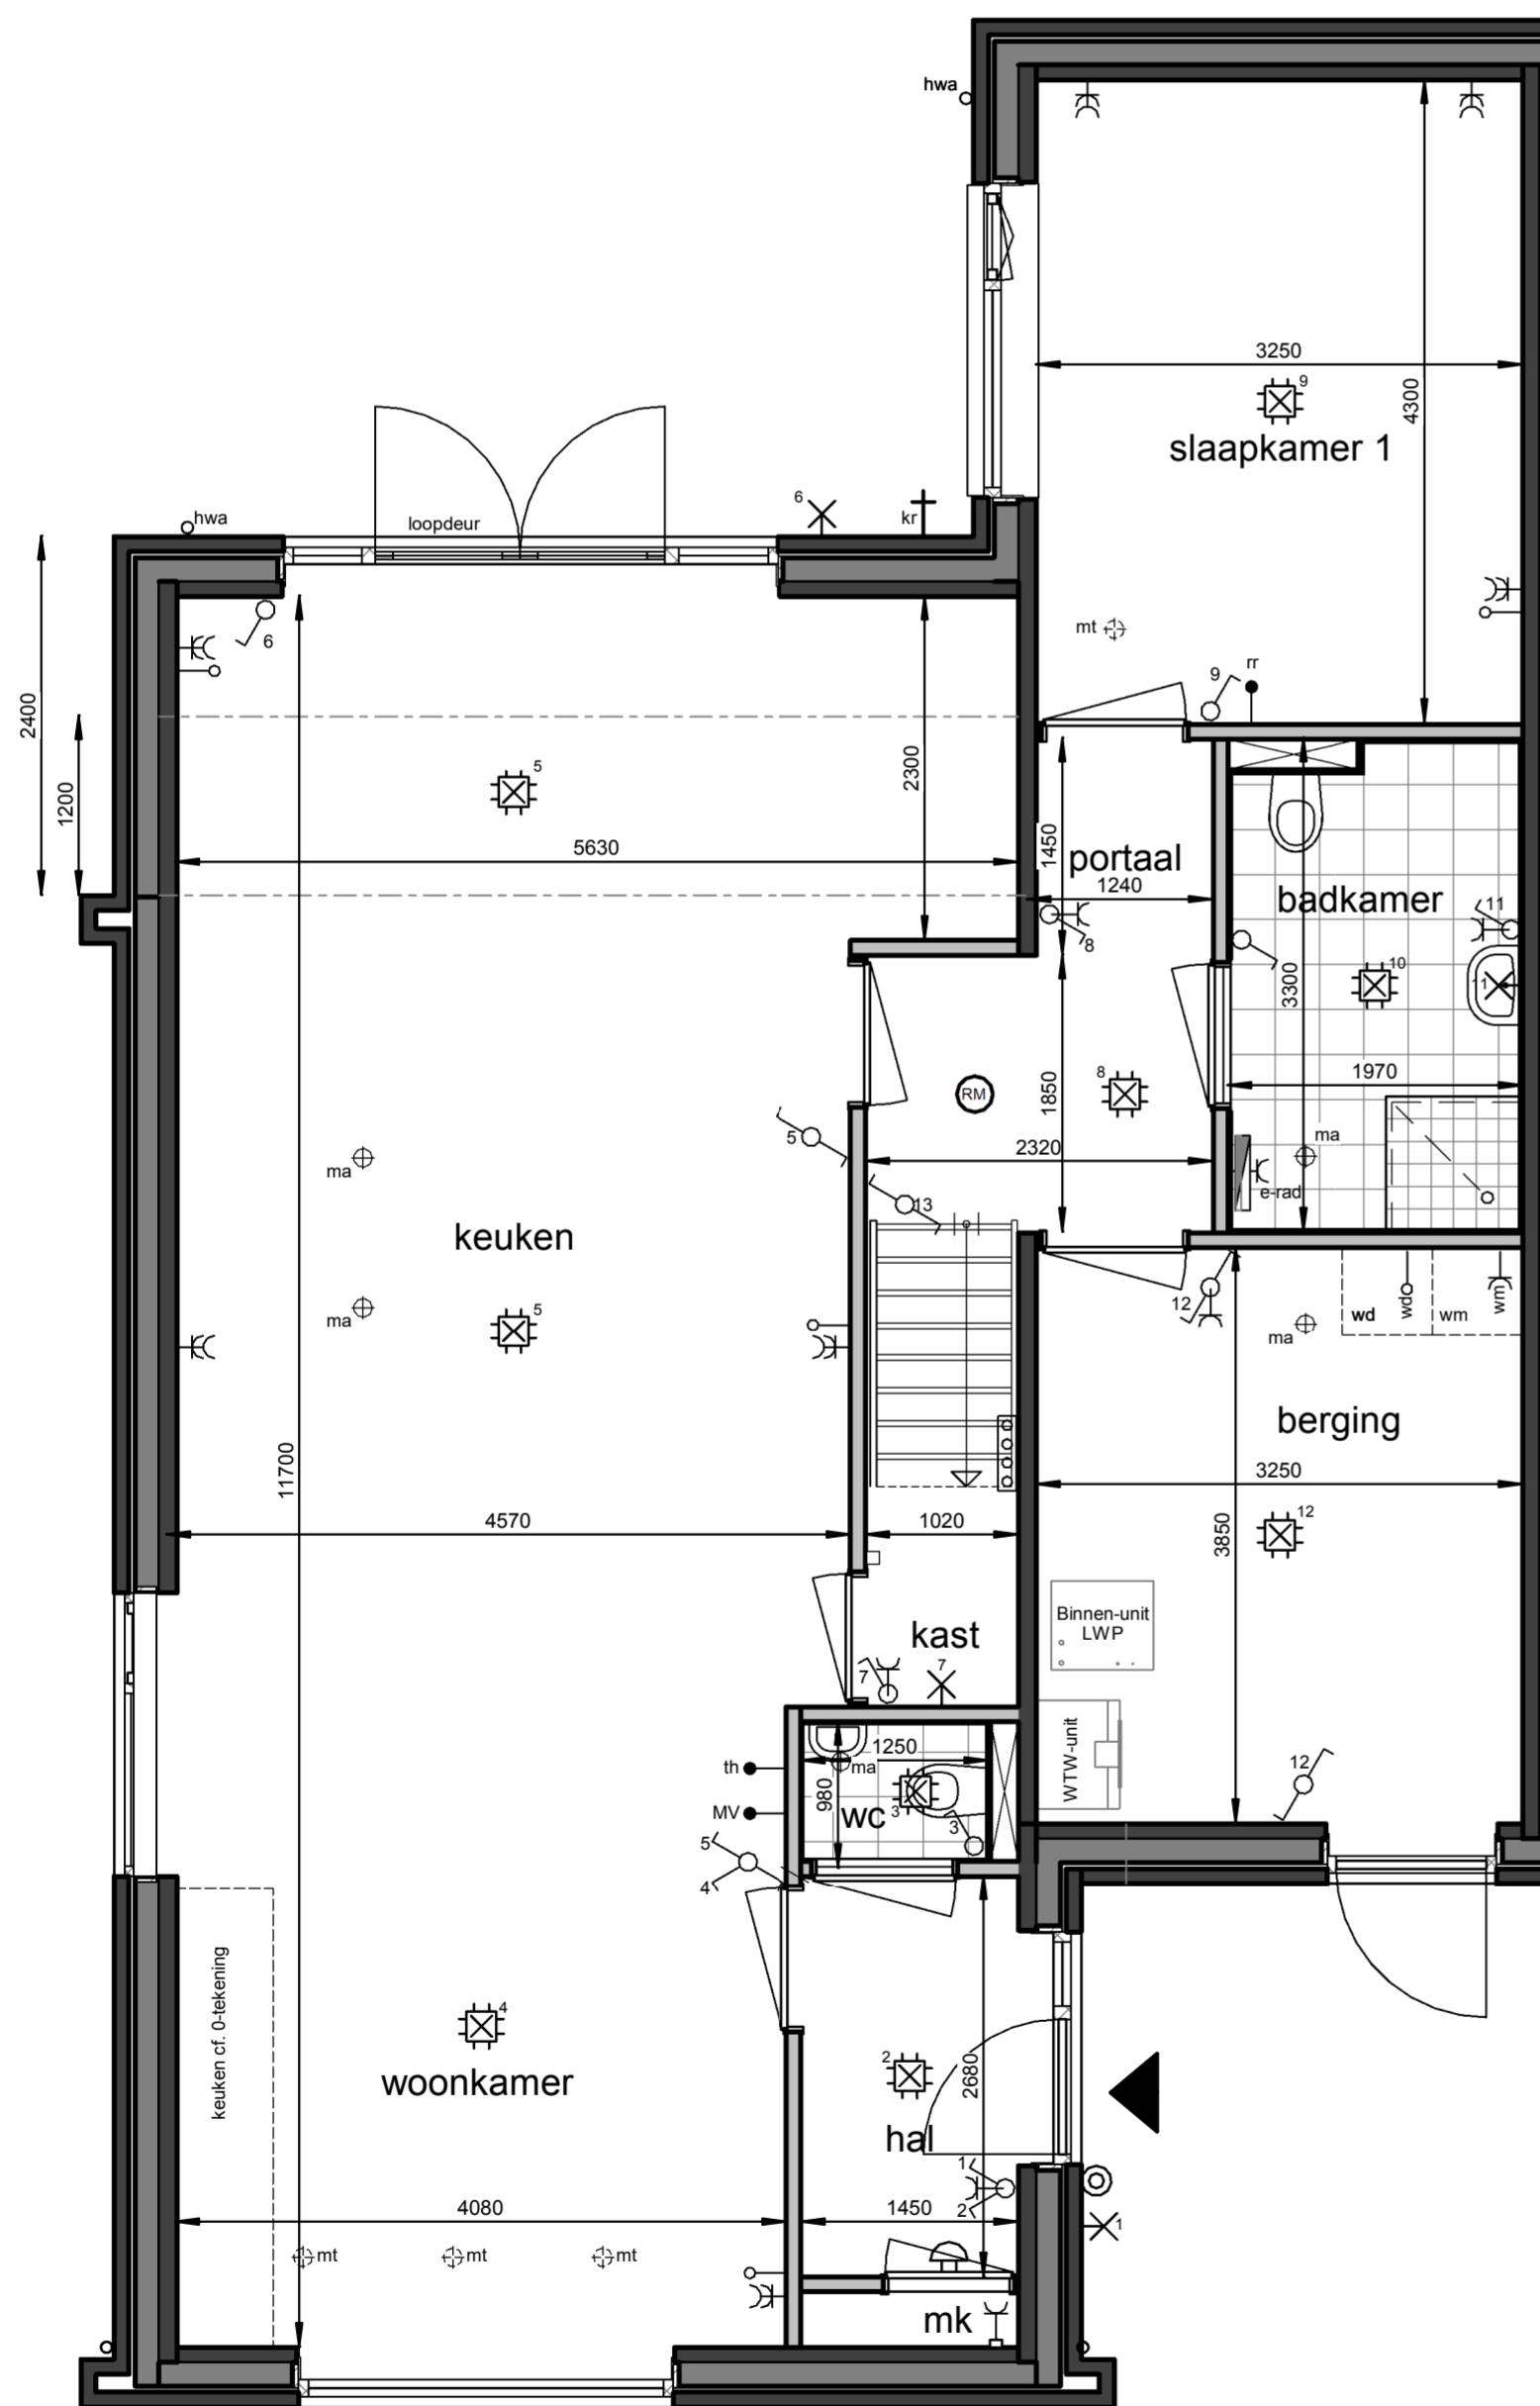 hwa
3250
9
4300
slaapkamer 1
6
kr
hwa
loopdeur
6
mt
9
rr
2400
1200
5
2300
5630
1450
portaal
1240
8
badkamer
11
10
11
3300
1970
RM
8
1850
5
2320
ma
e-rad
13
ma
keuken
ma
5
12
wd
wdo
wm
wm
ma
berging
11700
4570
1020
3250
12
3850
Binnen-unit
LWP
kast
7
7
WTW-unit
12
th
MV
1250
ma
980
wc
3
3
5
4
keuken cf. 0-tekening
4
woonkamer
2
2680
hal
1
2
4080
1450
1
mt
mt
mt
mk